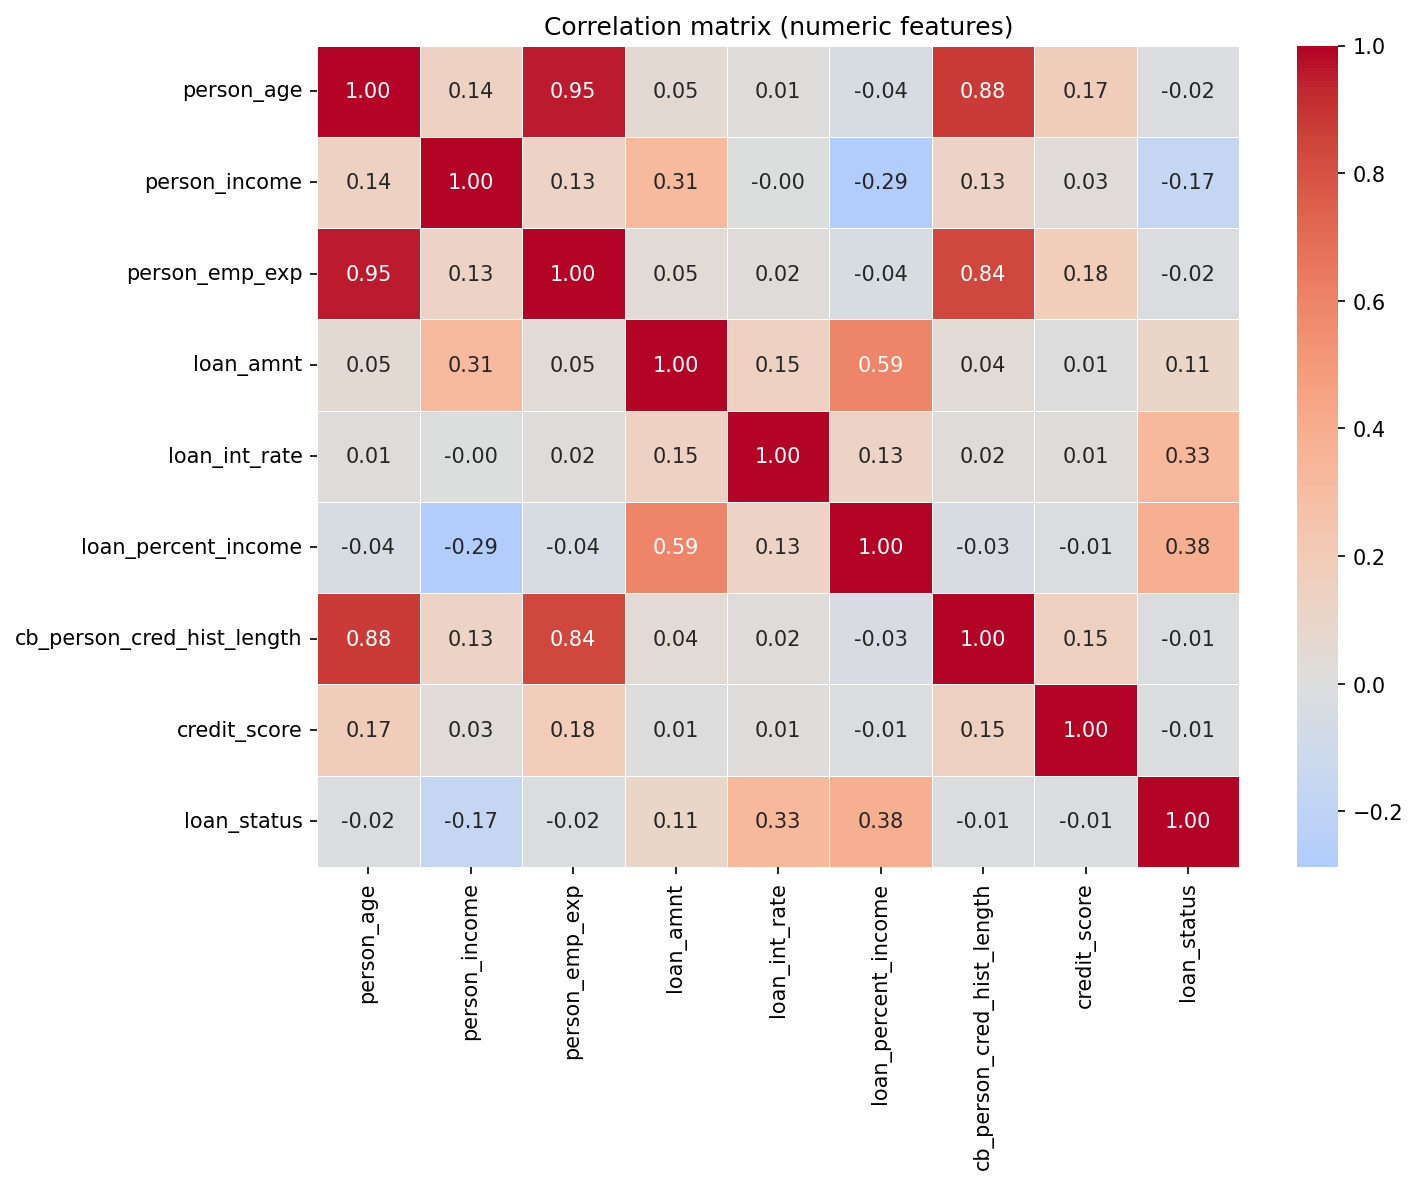 Correlation matrix (numeric features)
person_age 1.00 0.14 0.95 0.05 0.01 -0.04 0.88 0.17 -0.02
person_income 0.14 1.00 0.13 0.31 -0.00 -0.29 0.13 0.03 -0.17
person_emp_exp 0.95 0.13 1.00 0.05 0.02 -0.04 0.84 0.18 -0.02
loan_amnt 0.05 0.31 0.05 1.00 0.15 0.59 0.04 0.01 0.11
loan_int_rate 0.01 -0.00 0.02 0.15 1.00 0.13 0.02 0.01 0.33
loan_percent_income -0.04 -0.29 -0.04 0.59 0.13 1.00 -0.03 -0.01 0.38
cb_person_cred_hist_length 0.88 0.13 0.84 0.04 0.02 -0.03 1.00 0.15 -0.01
credit_score 0.17 0.03 0.18 0.01 0.01 -0.01 0.15 1.00 -0.01
loan_status -0.02 -0.17 -0.02 0.11 0.33 0.38 -0.01 -0.01 1.00
person_age
person_income
person_emp_exp
loan_amnt
loan_int_rate
loan_percent_income
cb_person_cred_hist_length
credit_score
loan_status
1.0
0.8
0.6
0.4
0.2
0.0
−0.2